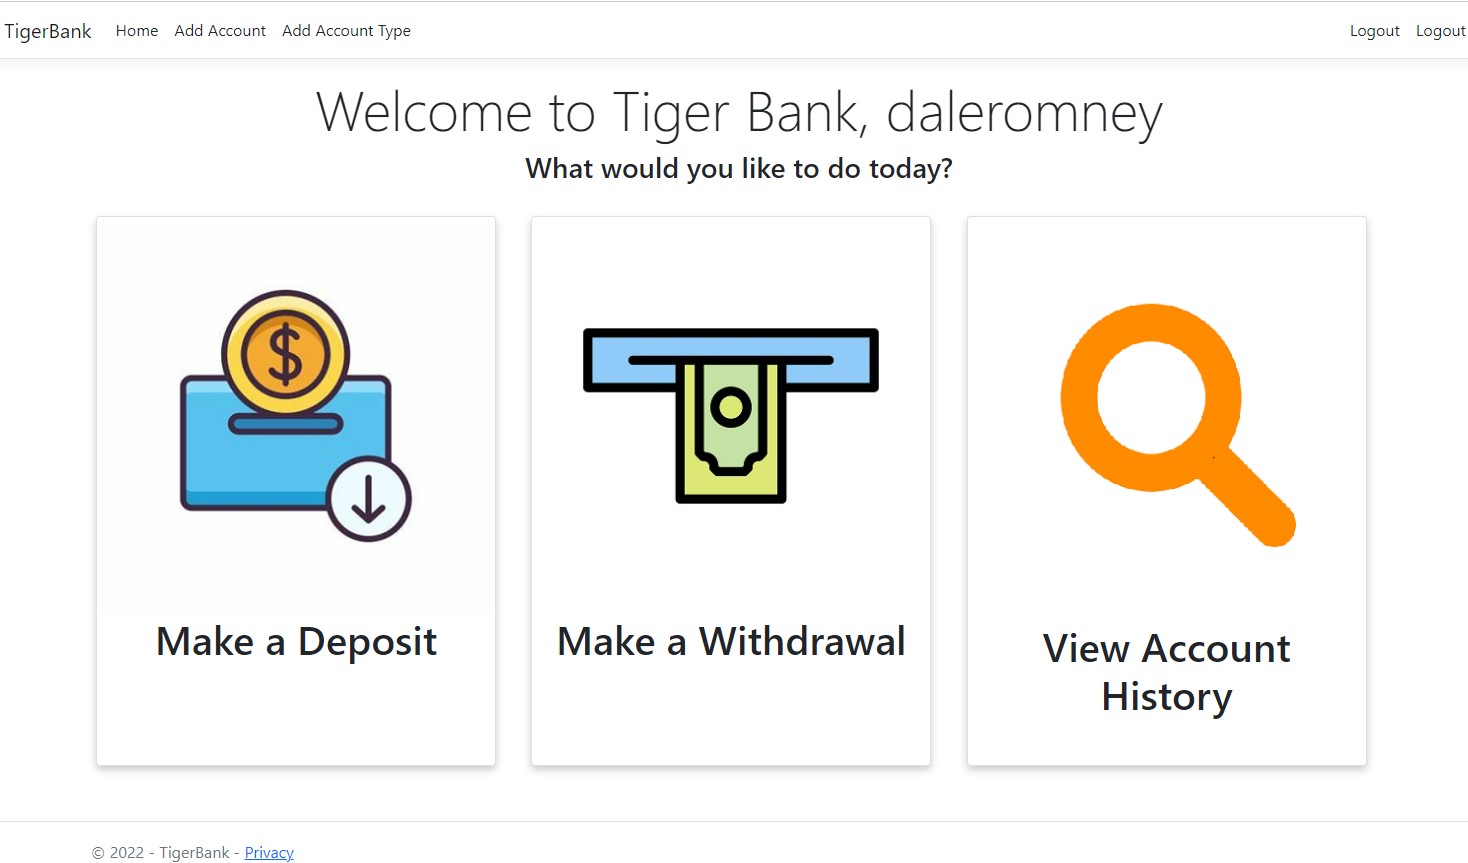 TigerBank Home Add Account Add Account Type Logout Logout
Welcome to Tiger Bank, daleromney
What would you like to do today?
$
Make a Deposit
Make a Withdrawal
View Account
History
© 2022 - TigerBank - Privacy